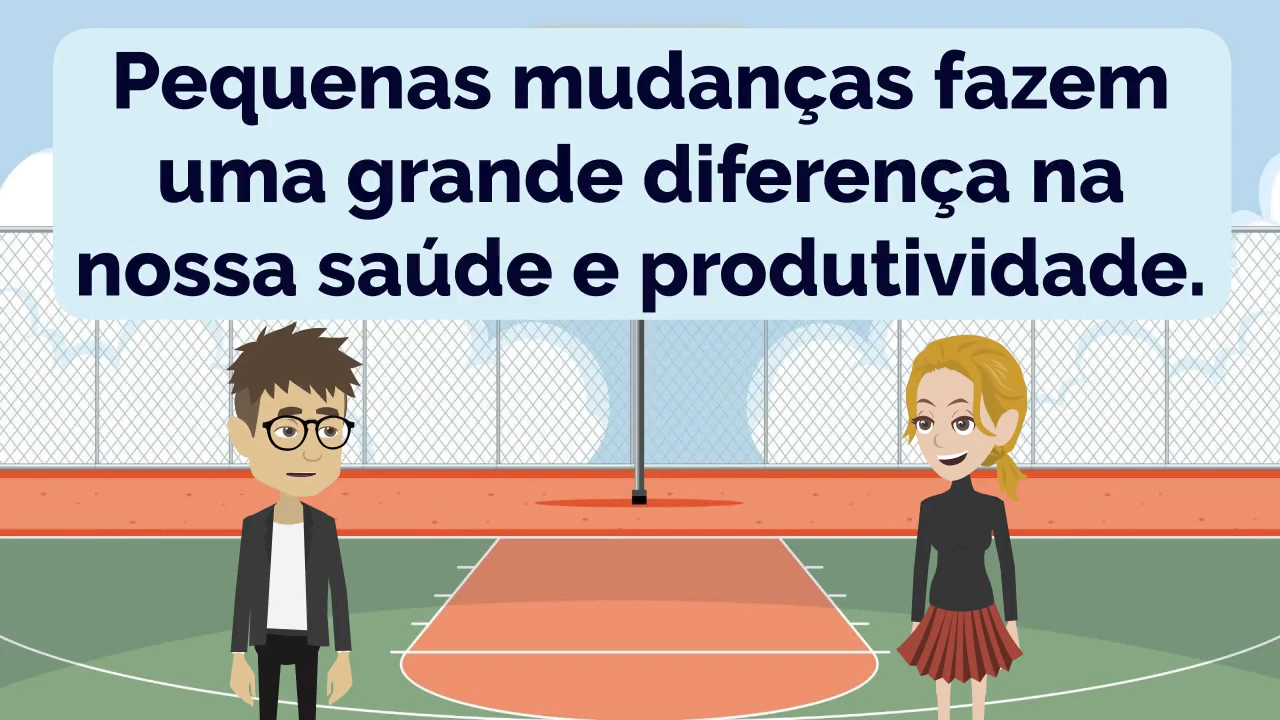 Pequenas mudanças fazem
uma grande diferença na
nossa saúde e produtividade.